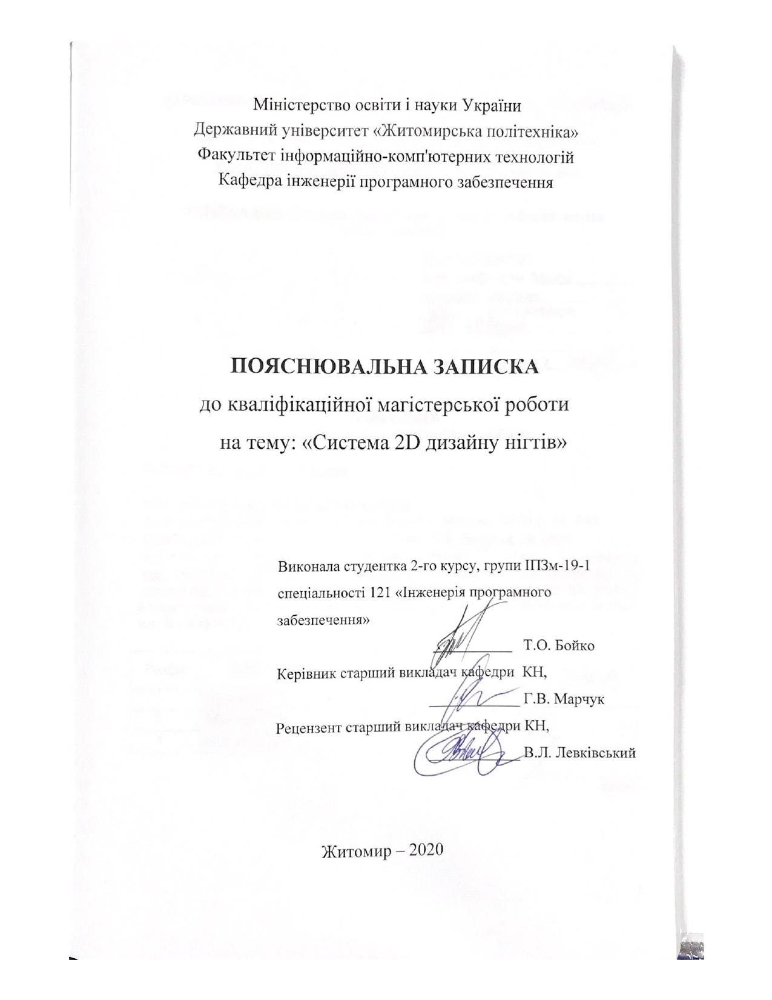 Міністерство освіти і науки України
Державний університет «Житомирська політехніка»
Факультет інформаційно-комп'ютерних технологій
Кафедра інженерії програмного забезпечення
ПОЯСНЮВАЛЬНА ЗАПИСКА
до кваліфікаційної магістерської роботи
на тему: «Система 2D дизайну нігтів»
Виконала студентка 2-го курсу, групи ІПЗм-19-1
спеціальності 121 «Інженерія програмного
забезпечення»
Т.О. Бойко
Керівник старший викладач кафедри КН,
Г.В. Марчук
Рецензент старший викладач кафедри КН,
В.Л. Левківський
Житомир – 2020